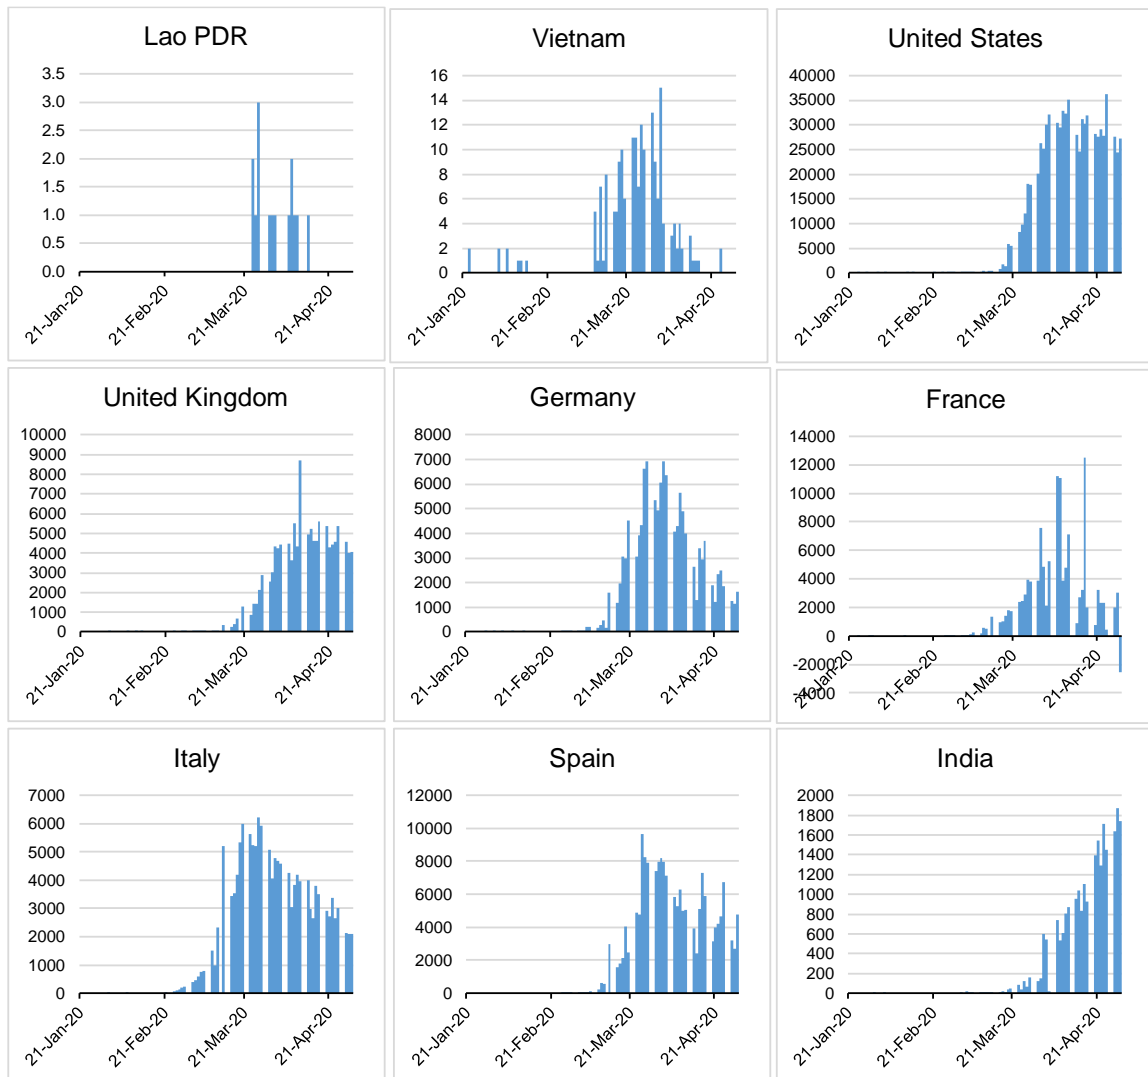 Lao PDR
3.5
3.0
2.5
2.0
1.5
1.0
0.5
0.0
21-Jan-20
21-Feb-20
21-Mar-20
21-Apr-20
Vietnam
16
14
12
10
8
6
4
2
0
21-Jan-20
21-Feb-20
21-Mar-20
21-Apr-20
United States
40000
35000
30000
25000
20000
15000
10000
5000
0
21-Jan-20
21-Feb-20
21-Mar-20
21-Apr-20
United Kingdom
10000
9000
8000
7000
6000
5000
4000
3000
2000
1000
0
21-Jan-20
21-Feb-20
21-Mar-20
21-Apr-20
Germany
8000
7000
6000
5000
4000
3000
2000
1000
0
21-Jan-20
21-Feb-20
21-Mar-20
21-Apr-20
France
14000
12000
10000
8000
6000
4000
2000
0
-2000
-4000
21-Jan-20
21-Feb-20
21-Mar-20
21-Apr-20
Italy
7000
6000
5000
4000
3000
2000
1000
0
21-Jan-20
21-Feb-20
21-Mar-20
21-Apr-20
Spain
12000
10000
8000
6000
4000
2000
0
21-Jan-20
21-Feb-20
21-Mar-20
21-Apr-20
India
2000
1800
1600
1400
1200
1000
800
600
400
200
0
21-Jan-20
21-Feb-20
21-Mar-20
21-Apr-20